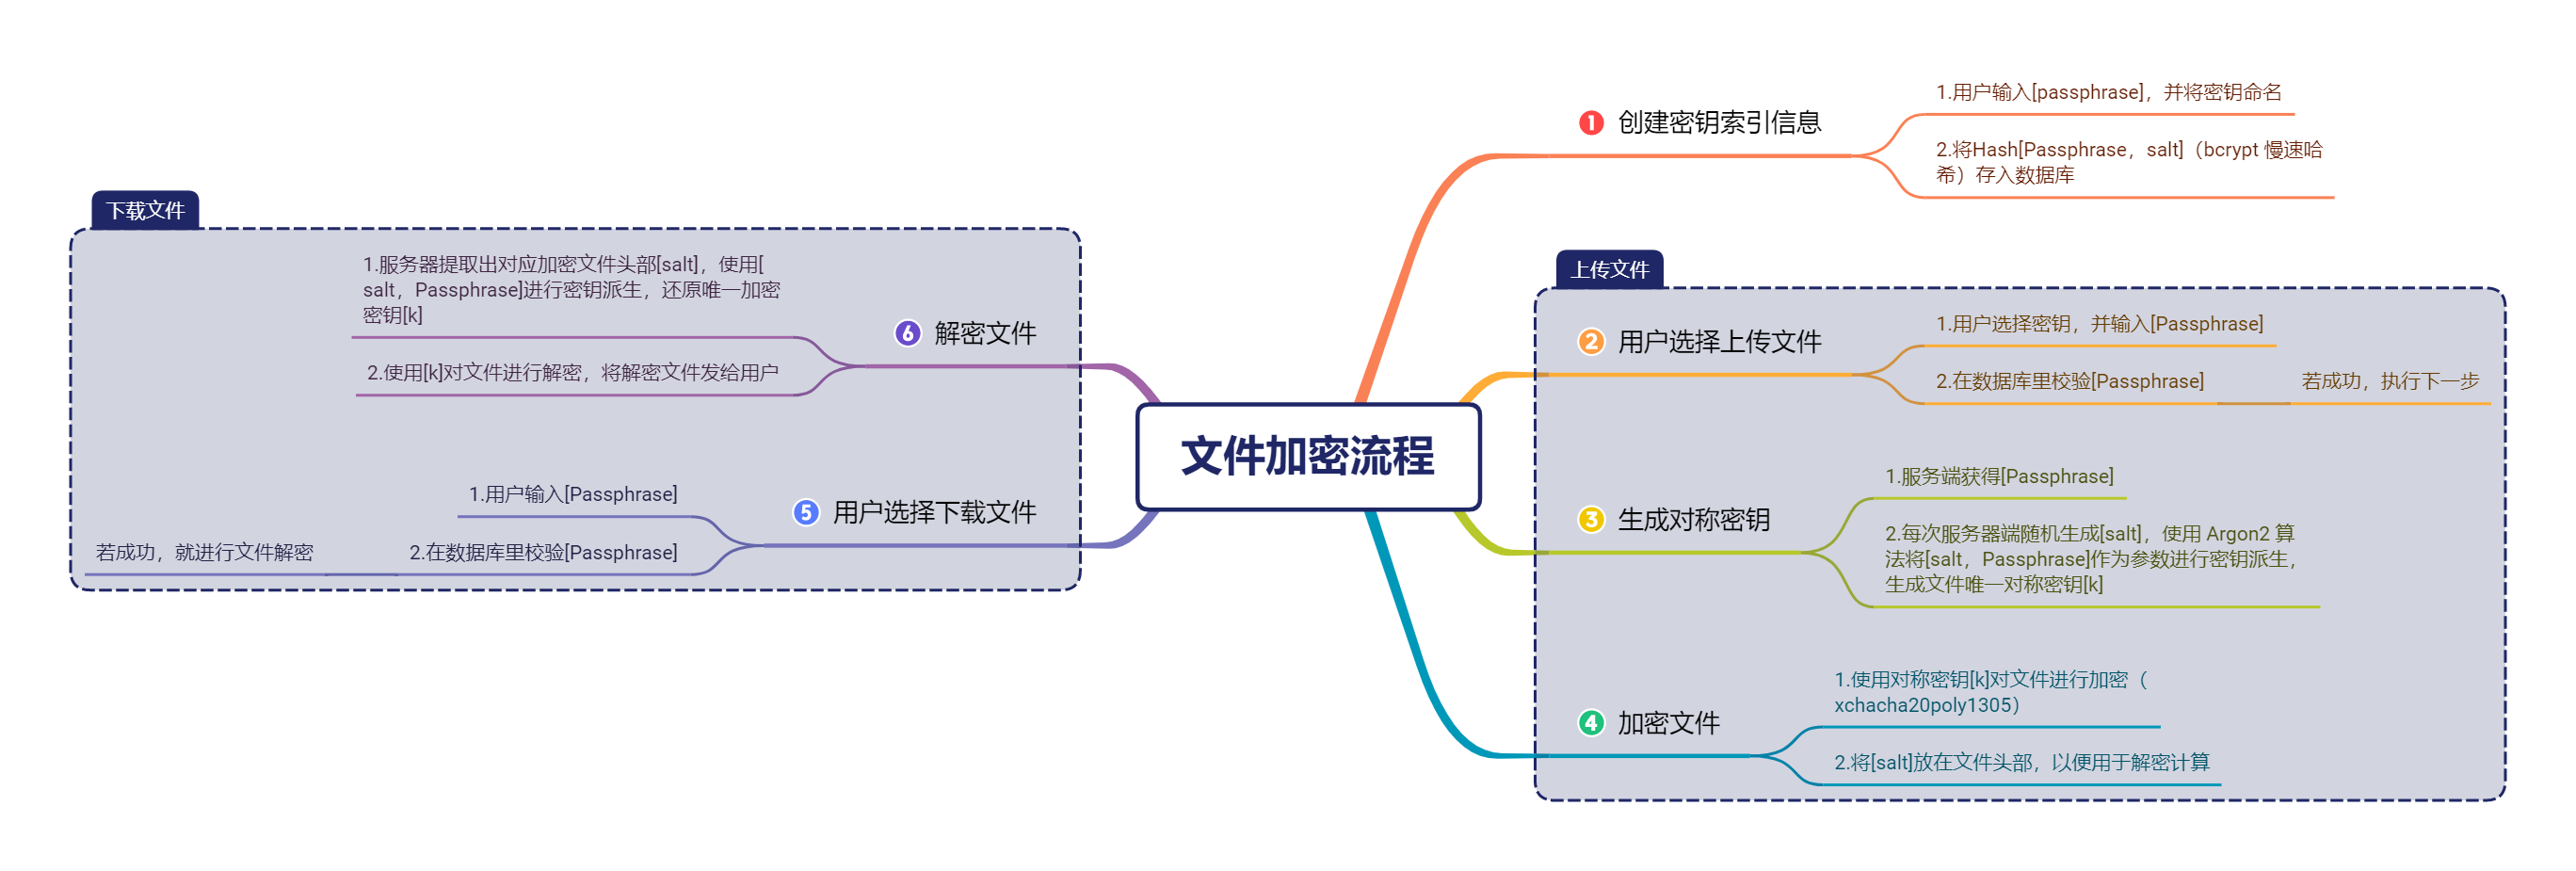 文件加密流程
1 创建密钥索引信息
1.用户输入[passphrase]，并将密钥命名
2.将Hash[Passphrase，salt]（bcrypt 慢速哈
希）存入数据库
上传文件
2 用户选择上传文件
1.用户选择密钥，并输入[Passphrase]
2.在数据库里校验[Passphrase]
若成功，执行下一步
3 生成对称密钥
1.服务端获得[Passphrase]
2.每次服务器端随机生成[salt]，使用 Argon2 算
法将[salt，Passphrase]作为参数进行密钥派生，
生成文件唯一对称密钥[k]
4 加密文件
1.使用对称密钥[k]对文件进行加密（
xchacha20poly1305）
2.将[salt]放在文件头部，以便用于解密计算
下载文件
5 用户选择下载文件
1.用户输入[Passphrase]
2.在数据库里校验[Passphrase]
若成功，就进行文件解密
6 解密文件
1.服务器提取出对应加密文件头部[salt]，使用[
salt，Passphrase]进行密钥派生，还原唯一加密
密钥[k]
2.使用[k]对文件进行解密，将解密文件发给用户